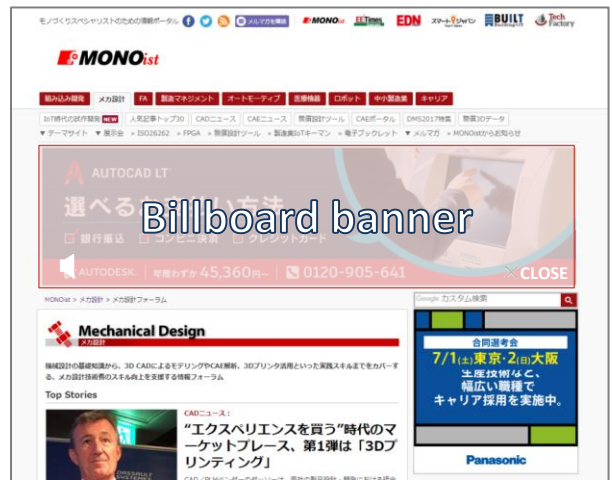 モノづくりスペシャリストのための情報ポータル メルマガを購読 MONOist EE Times EDN スマートジャパン BUILT Tech Factory
MONOist
組み込み開発 メカ設計 FA 製造マネジメント オートモーティブ 医療機器 ロボット 中小製造業 キャリア
IoT時代の試作開発 NEW 人気記事トップ30 CADニュース CAEニュース 無償設計ツール CAEポータル DMS2017特集 無償3Dデータ
▼ テーマサイト ▼ 展示会 » ISO26262 » FPGA » 無償設計ツール » 製造業IoTキーマン » 電子ブックレット ▼ メルマガ » MONOistからお知らせ
AUTOCAD LT
選べるお支払い方法
Billboard banner
銀行振込 コンビニ決済 クレジットカード
AUTODESK 年間わずか 45,360円~ 0120-905-641
× CLOSE
MONOist > メカ設計 > メカ設計フォーラム
Google カスタム検索
Mechanical Design
メカ設計
機械設計の基礎知識から、3D CADによるモデリングやCAE解析、3Dプリンタ活用といった実践スキルまでをカバーす
る、メカ設計技術者のスキル向上を支援する情報フォーラム
Top Stories
CADニュース:
“エクスペリエンスを買う”時代のマ
ーケットプレース、第1弾は「3Dプ
リンティング」
合同選考会
7/1(土)東京・2(日)大阪
生産技術など、
幅広い職種で
キャリア採用を実施中。
Panasonic